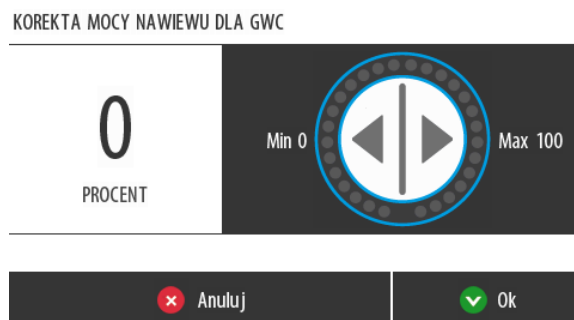 KOREKTA MOCY NAWIEWU DLA GWC
0
PROCENT
Min 0
Max 100
Anuluj
Ok